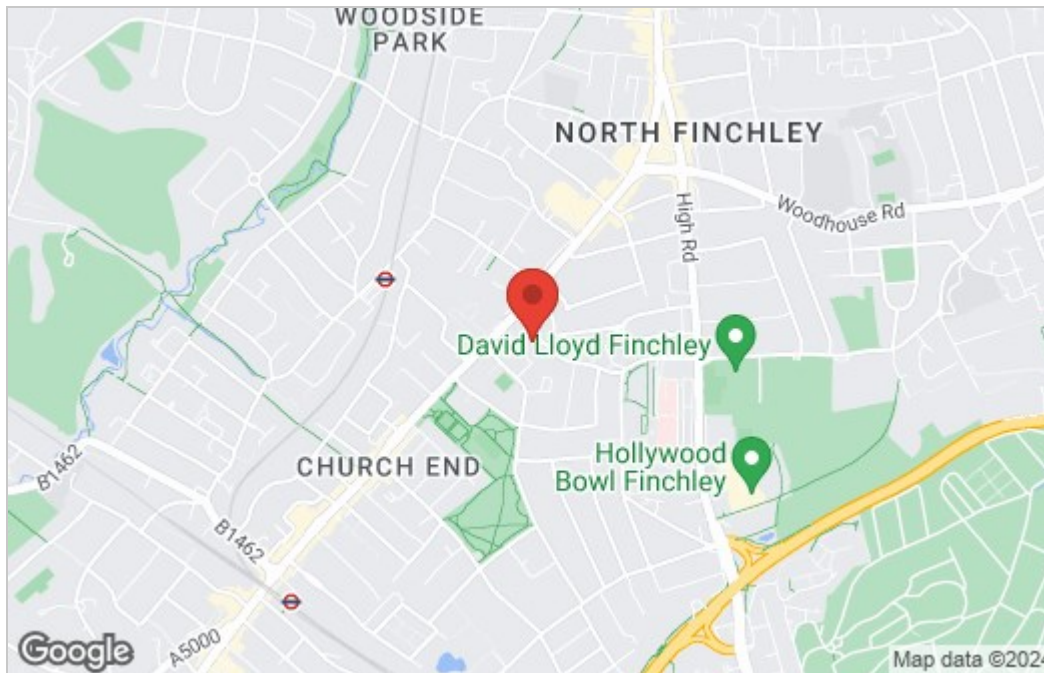 WOODSIDE
PARK
NORTH FINCHLEY
Woodhouse Rd
High Rd
David Lloyd Finchley
Hollywood
Bowl Finchley
CHURCH END
B1462
B1462
A5000
Google
Map data ©2024